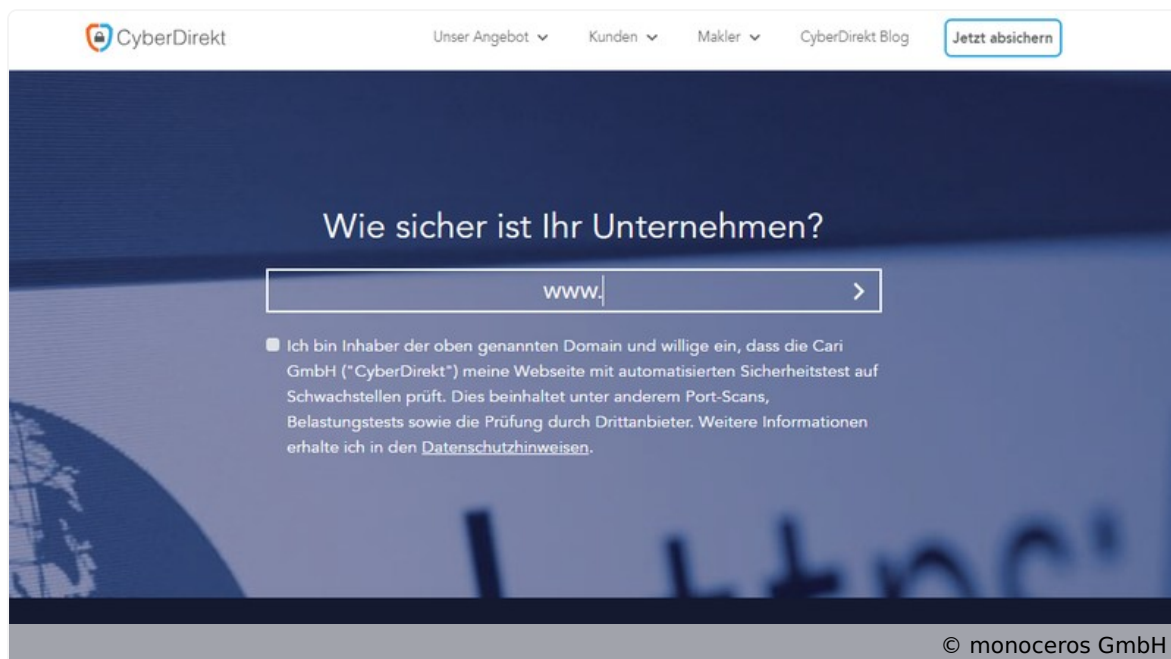 CyberDirekt
Unser Angebot
Kunden
Makler
CyberDirekt Blog
Jetzt absichern
Wie sicher ist Ihr Unternehmen?
www.
Ich bin Inhaber der oben genannten Domain und willige ein, dass die Cari
GmbH ("CyberDirekt") meine Webseite mit automatisierten Sicherheitstest auf
Schwachstellen prüft. Dies beinhaltet unter anderem Port-Scans,
Belastungstests sowie die Prüfung durch Drittanbieter. Weitere Informationen
erhalte ich in den Datenschutzhinweisen.
© monoceros GmbH